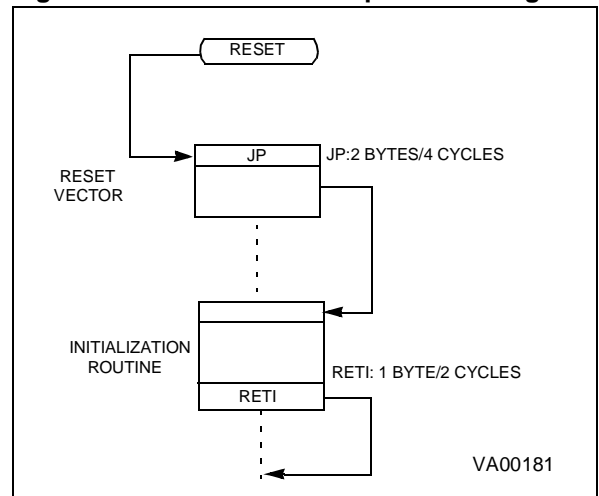 RESET
JP
JP:2 BYTES/4 CYCLES
RESET
VECTOR
INITIALIZATION
ROUTINE
RETI: 1 BYTE/2 CYCLES
RETI
VA00181